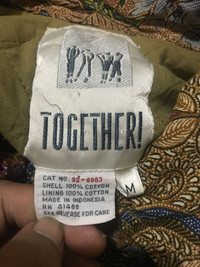 TOGETHER!
M
CAT NO. 92-6983
SHELL 100% COTTON
LINING 100% COTTON
MADE IN INDONESIA
RN 61488
SEE REVERSE FOR CARE